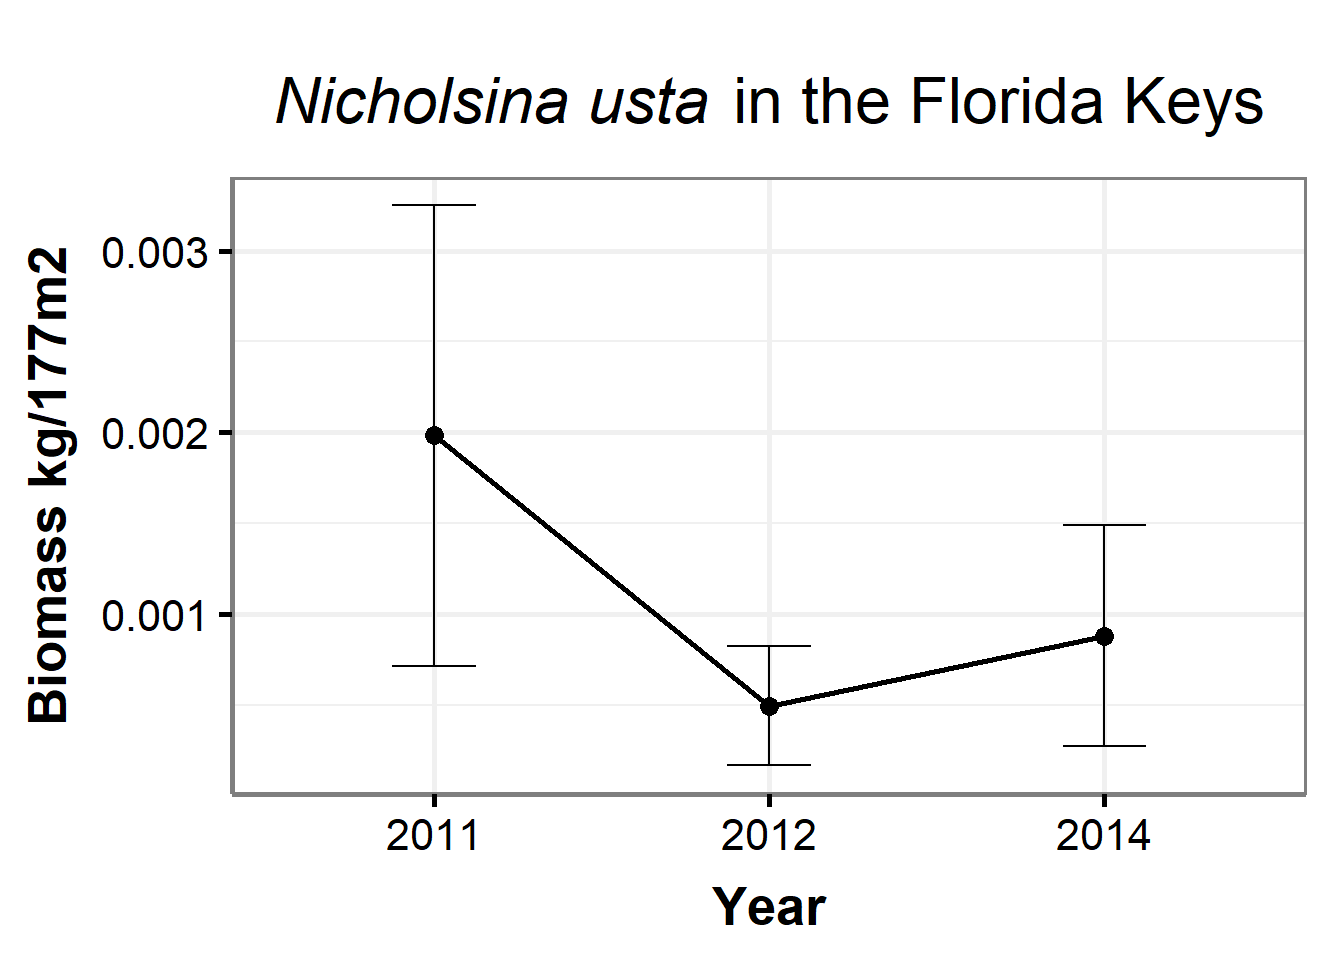 Nicholsina usta in the Florida Keys
Biomass kg/177m2
0.003
0.002
0.001
2011 2012 2014
Year